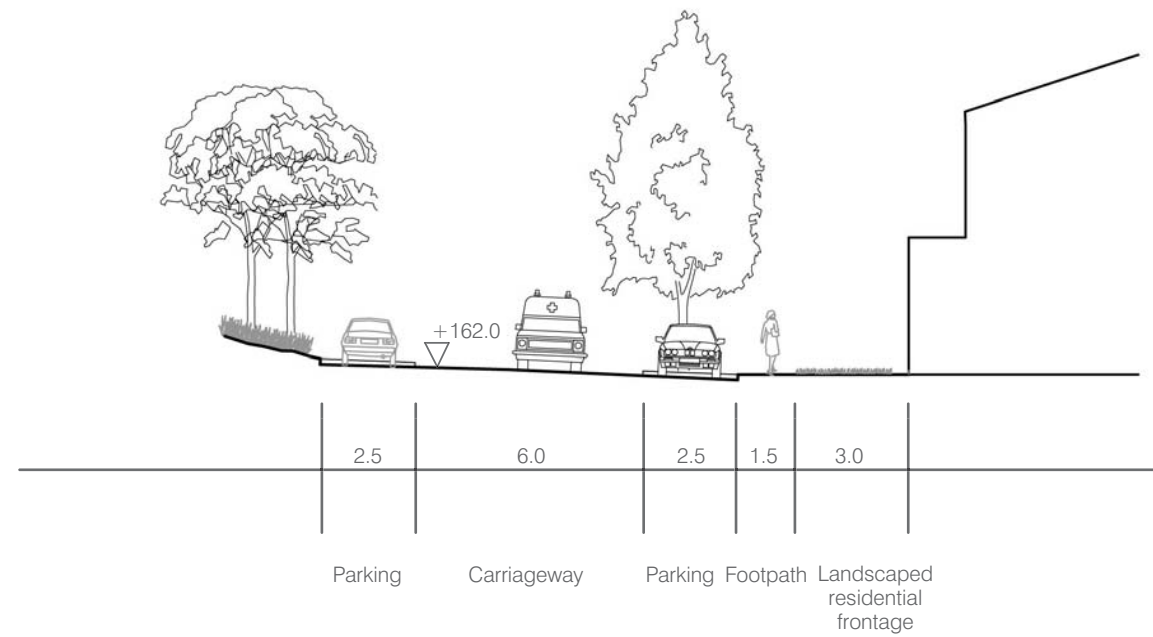 +162.0
2.5
6.0
2.5
1.5
3.0
Parking
Carriageway
Parking
Footpath
Landscaped
residential
frontage